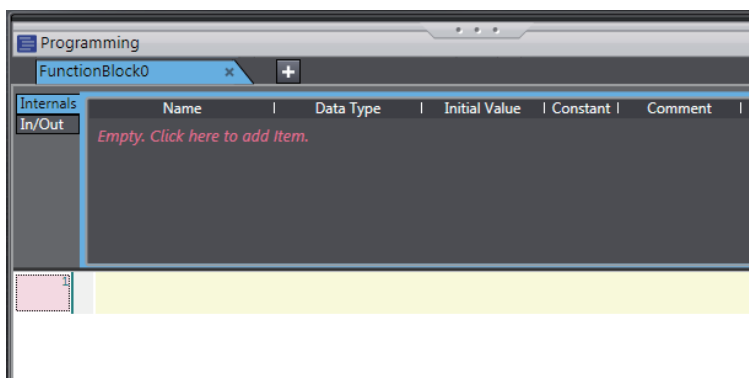 Programming
FunctionBlock0
Internals
In/Out
Name Data Type Initial Value Constant Comment
Empty. Click here to add Item.
1